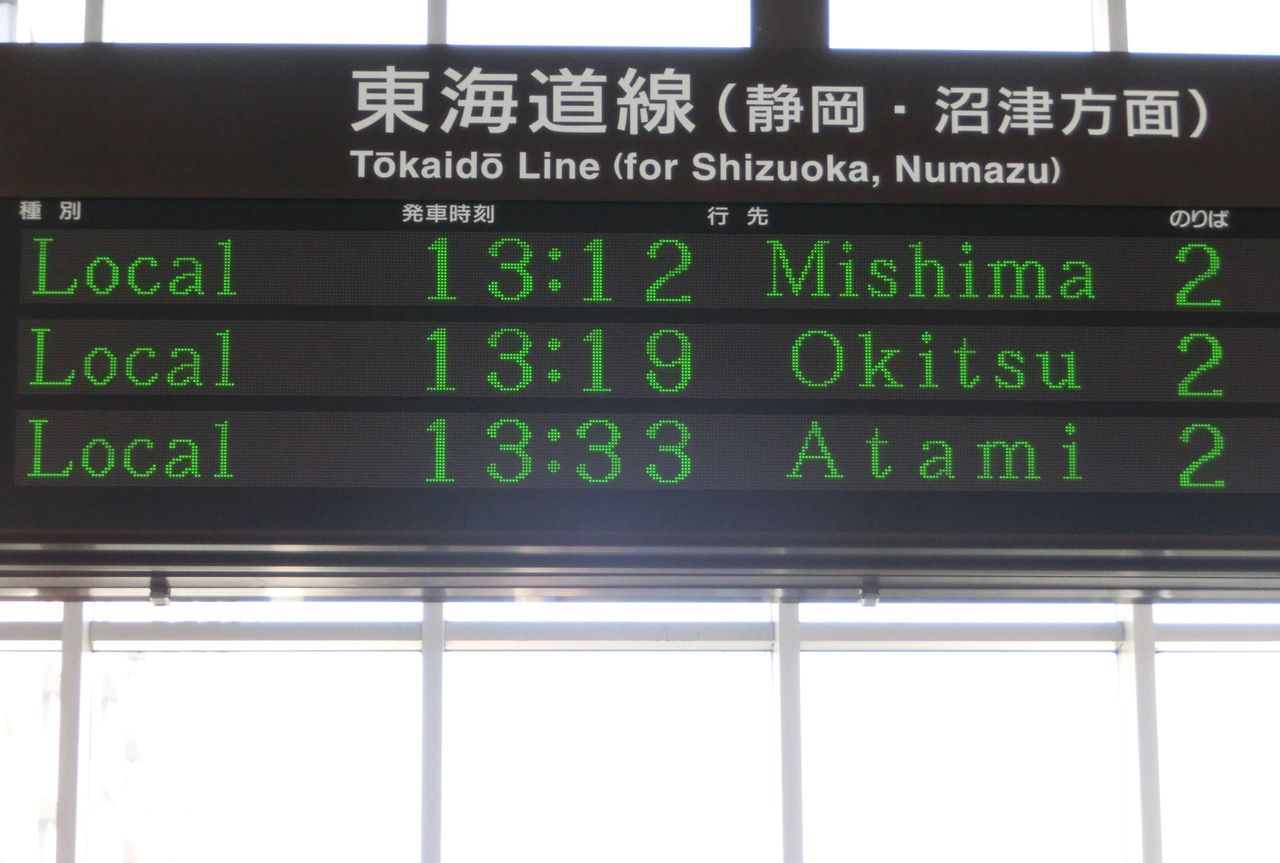 東海道線(静岡・沼津方面)
Tōkaidō Line (for Shizuoka, Numazu)
種別 発車時刻 行先 のりば
Local 13:12 Mishima 2
Local 13:19 Okitsu 2
Local 13:33 Atami 2